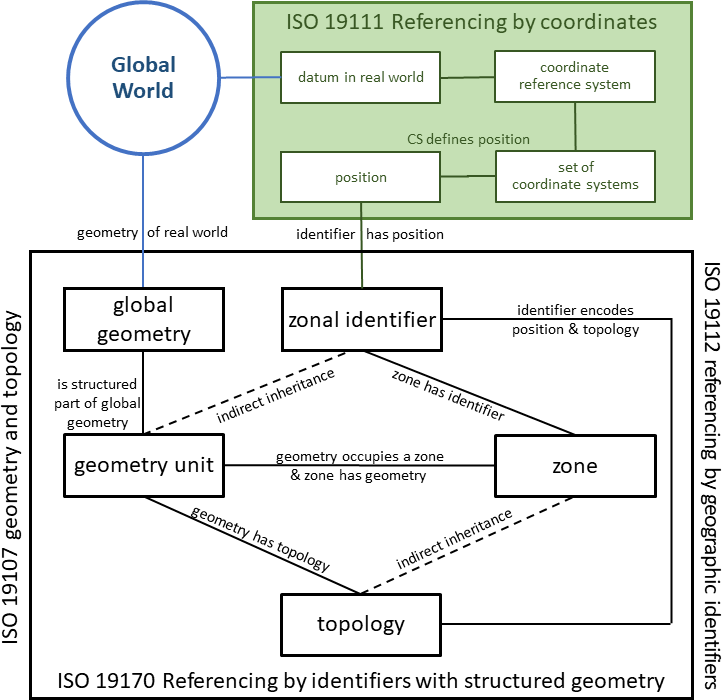 ISO 19111 Referencing by coordinates
Global
World
datum in real world
coordinate
reference system
CS defines position
position
set of
coordinate systems
geometry of real world
identifier has position
global
geometry
zonal identifier
identifier encodes
position & topology
is structured
part of global
geometry
indirect inheritance
zone has identifier
geometry unit
geometry occupies a zone
& zone has geometry
zone
geometry has topology
indirect inheritance
topology
ISO 19170 Referencing by identifiers with structured geometry
ISO 19107 geometry and topology
ISO 19112 referencing by geographic identifiers